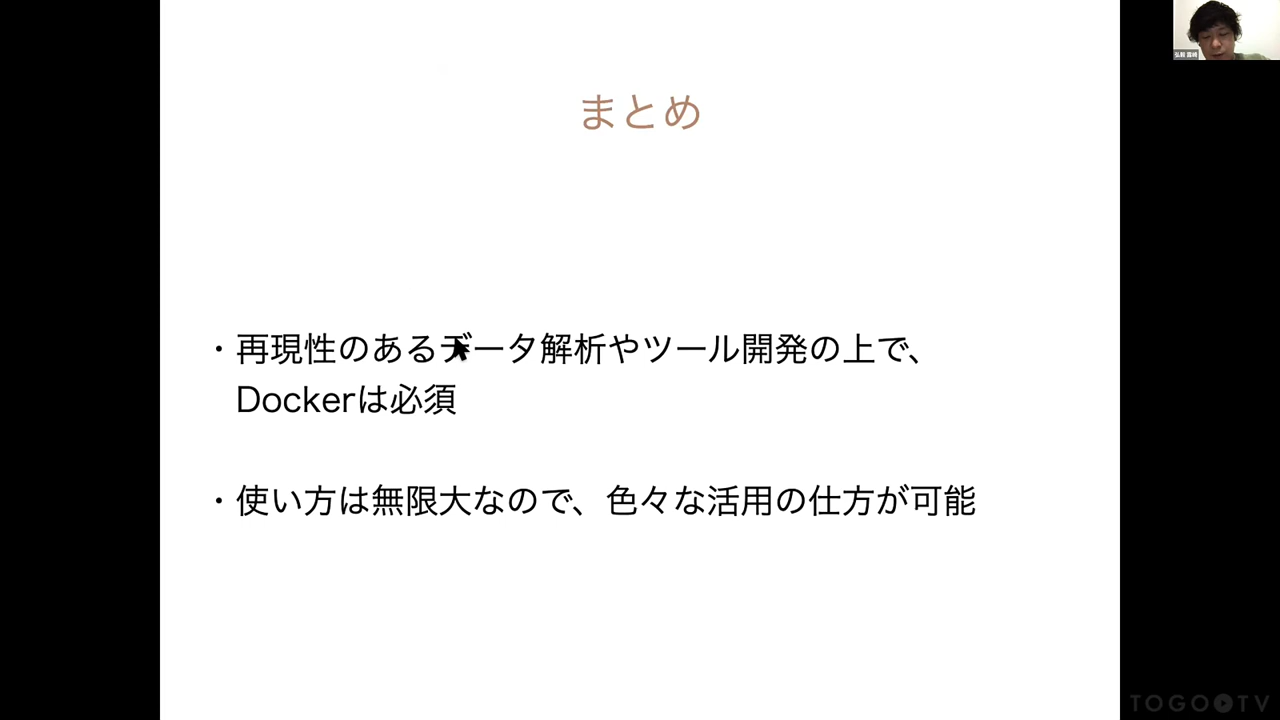 まとめ
・再現性のあるデータ解析やツール開発の上で、
Dockerは必須
・使い方は無限大なので、色々な活用の仕方が可能
TOGO TV